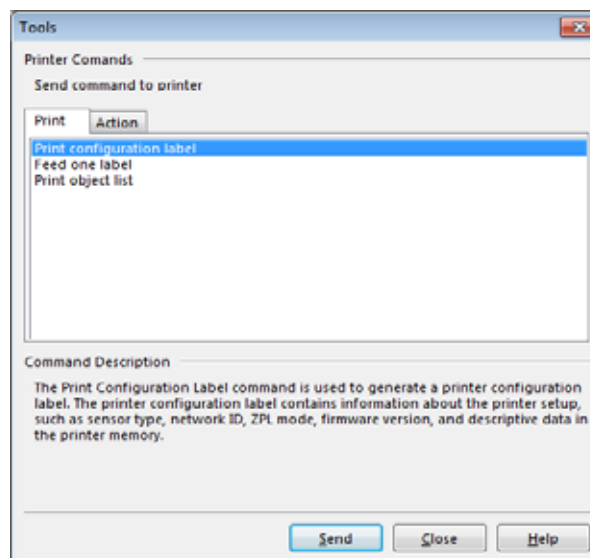 Tools
Printer Comands
Send command to printer
Print
Action
Print configuration label
Feed one label
Print object list
Command Description
The Print Configuration Label command is used to generate a printer configuration
label. The printer configuration label contains information about the printer setup,
such as sensor type, network ID, ZPL mode, firmware version, and descriptive data in
the printer memory.
Send
Close
Help